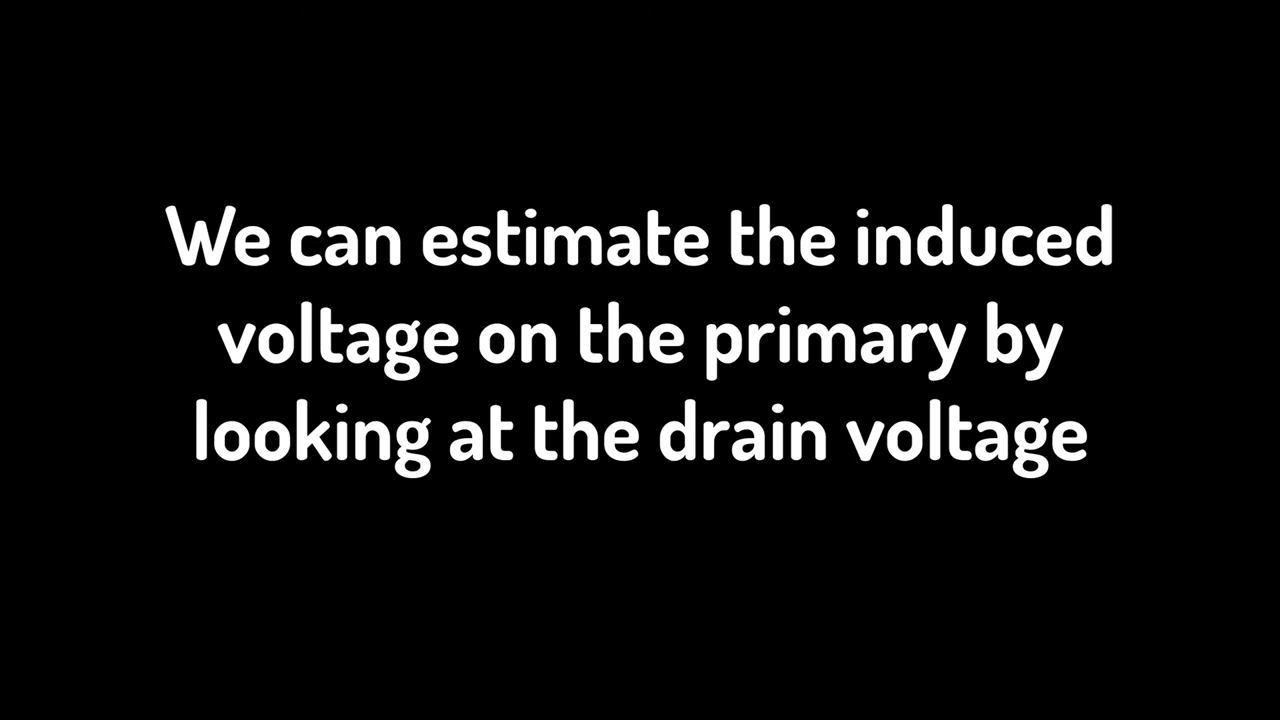 We can estimate the induced
voltage on the primary by
looking at the drain voltage